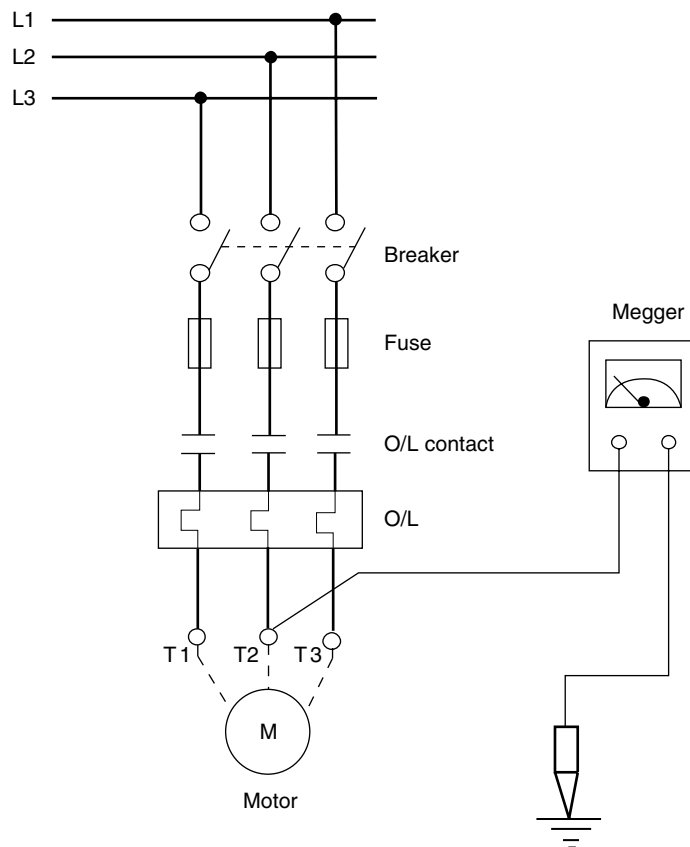 L1
L2
L3
Breaker
Megger
Fuse
O/L contact
O/L
T1 T2 T3
M
Motor